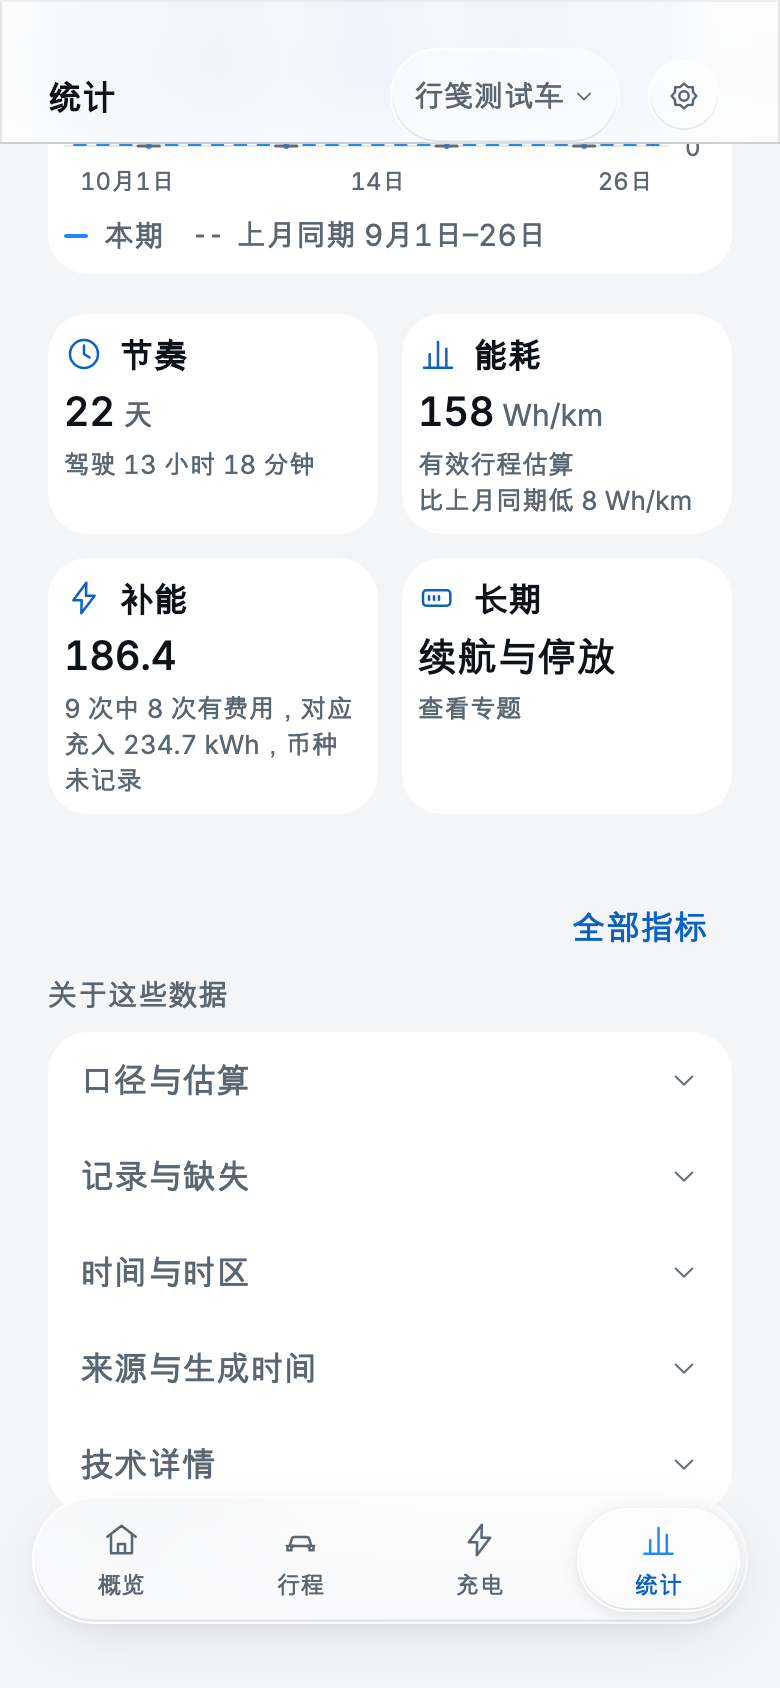 统计
行笺测试车
0
10月1日
14日
26日
本期
-- 上月同期 9月1日–26日
节奏
22 天
驾驶 13 小时 18 分钟
能耗
158 Wh/km
有效行程估算
比上月同期低 8 Wh/km
补能
186.4
9 次中 8 次有费用，对应
充入 234.7 kWh，币种
未记录
长期
续航与停放
查看专题
全部指标
关于这些数据
口径与估算
记录与缺失
时间与时区
来源与生成时间
技术详情
概览
行程
充电
统计